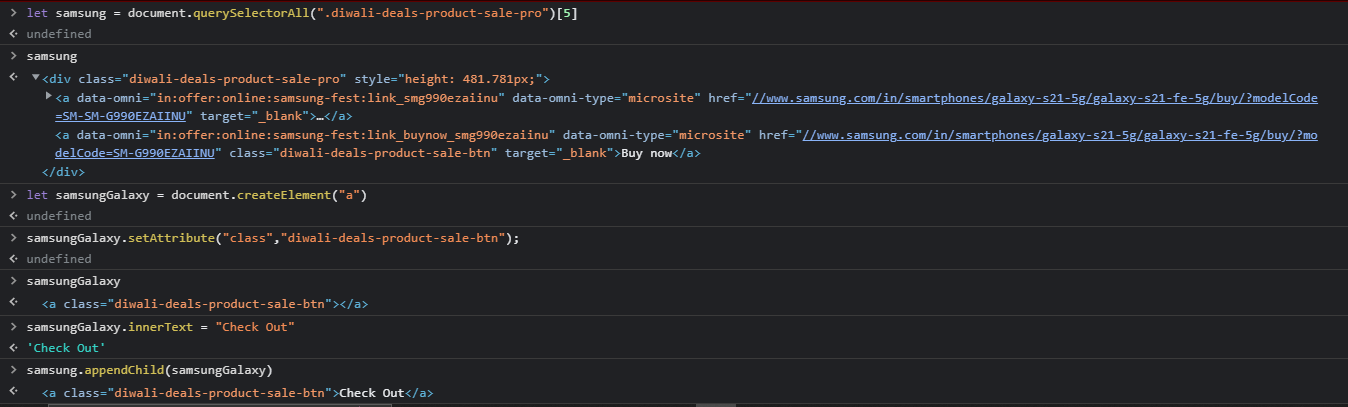 let samsung = document.querySelectorAll(".diwali-deals-product-sale-pro")[5]
undefined
samsung
<div class="diwali-deals-product-sale-pro" style="height: 481.781px;">
<a data-omni="in:offer:online:samsung-fest:link_smg990ezaiinu" data-omni-type="microsite" href="//www.samsung.com/in/smartphones/galaxy-s21-5g/galaxy-s21-fe-5g/buy/?modelCode
=SM-SM-G990EZAIINU" target="_blank">…</a>
<a data-omni="in:offer:online:samsung-fest:link_buynow_smg990ezaiinu" data-omni-type="microsite" href="//www.samsung.com/in/smartphones/galaxy-s21-5g/galaxy-s21-fe-5g/buy/?mo
delCode=SM-G990EZAIINU" class="diwali-deals-product-sale-btn" target="_blank">Buy now</a>
</div>
let samsungGalaxy = document.createElement("a")
undefined
samsungGalaxy.setAttribute("class","diwali-deals-product-sale-btn");
undefined
samsungGalaxy
<a class="diwali-deals-product-sale-btn"></a>
samsungGalaxy.innerText = "Check Out"
'Check Out'
samsung.appendChild(samsungGalaxy)
<a class="diwali-deals-product-sale-btn">Check Out</a>